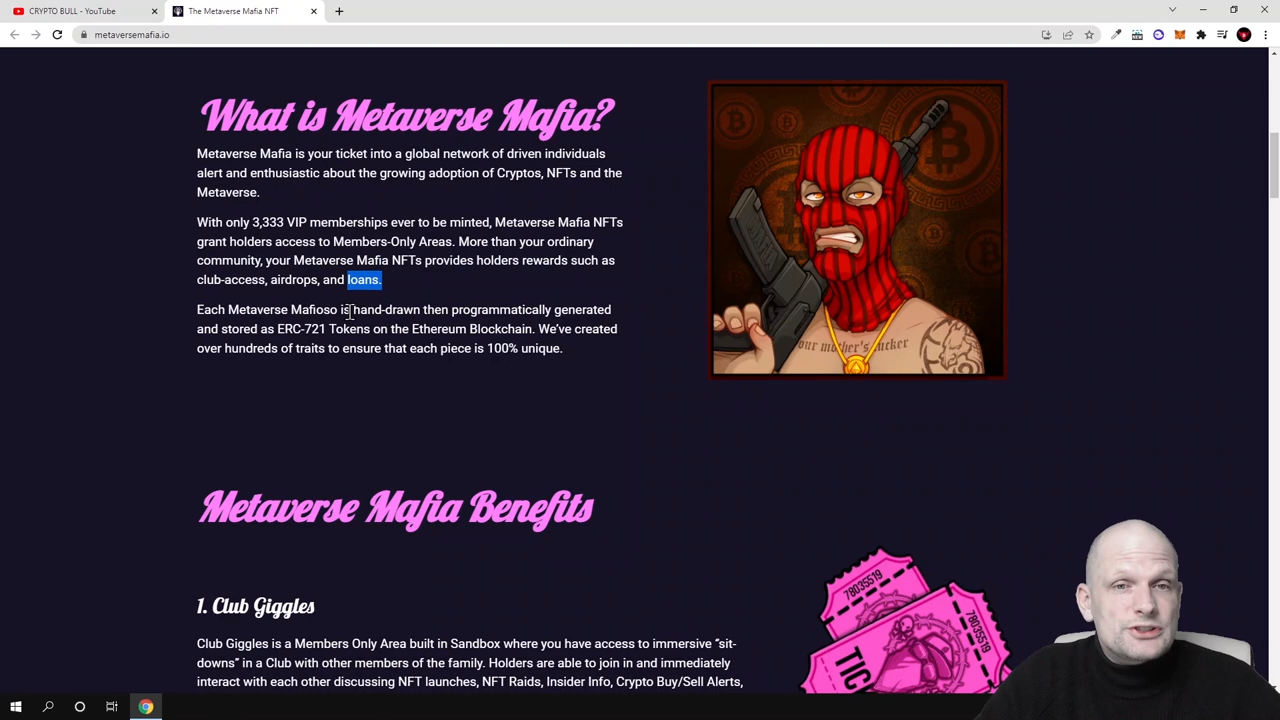 CRYPTO BULL - YouTube
The Metaverse Mafia NFT
metaversemafia.io
What is Metaverse Mafia?
Metaverse Mafia is your ticket into a global network of driven individuals
alert and enthusiastic about the growing adoption of Cryptos, NFTs and the
Metaverse.
With only 3,333 VIP memberships ever to be minted, Metaverse Mafia NFTs
grant holders access to Members-Only Areas. More than your ordinary
community, your Metaverse Mafia NFTs provides holders rewards such as
club-access, airdrops, and loans.
Each Metaverse Mafioso is hand-drawn then programmatically generated
and stored as ERC-721 Tokens on the Ethereum Blockchain. We’ve created
over hundreds of traits to ensure that each piece is 100% unique.
your mother's
Metaverse Mafia Benefits
1. Club Giggles
Club Giggles is a Members Only Area built in Sandbox where you have access to immersive “sit-
downs” in a Club with other members of the family. Holders are able to join in and immediately
interact with each other discussing NFT launches, NFT Raids, Insider Info, Crypto Buy/Sell Alerts,
78035519
78035519
TIC